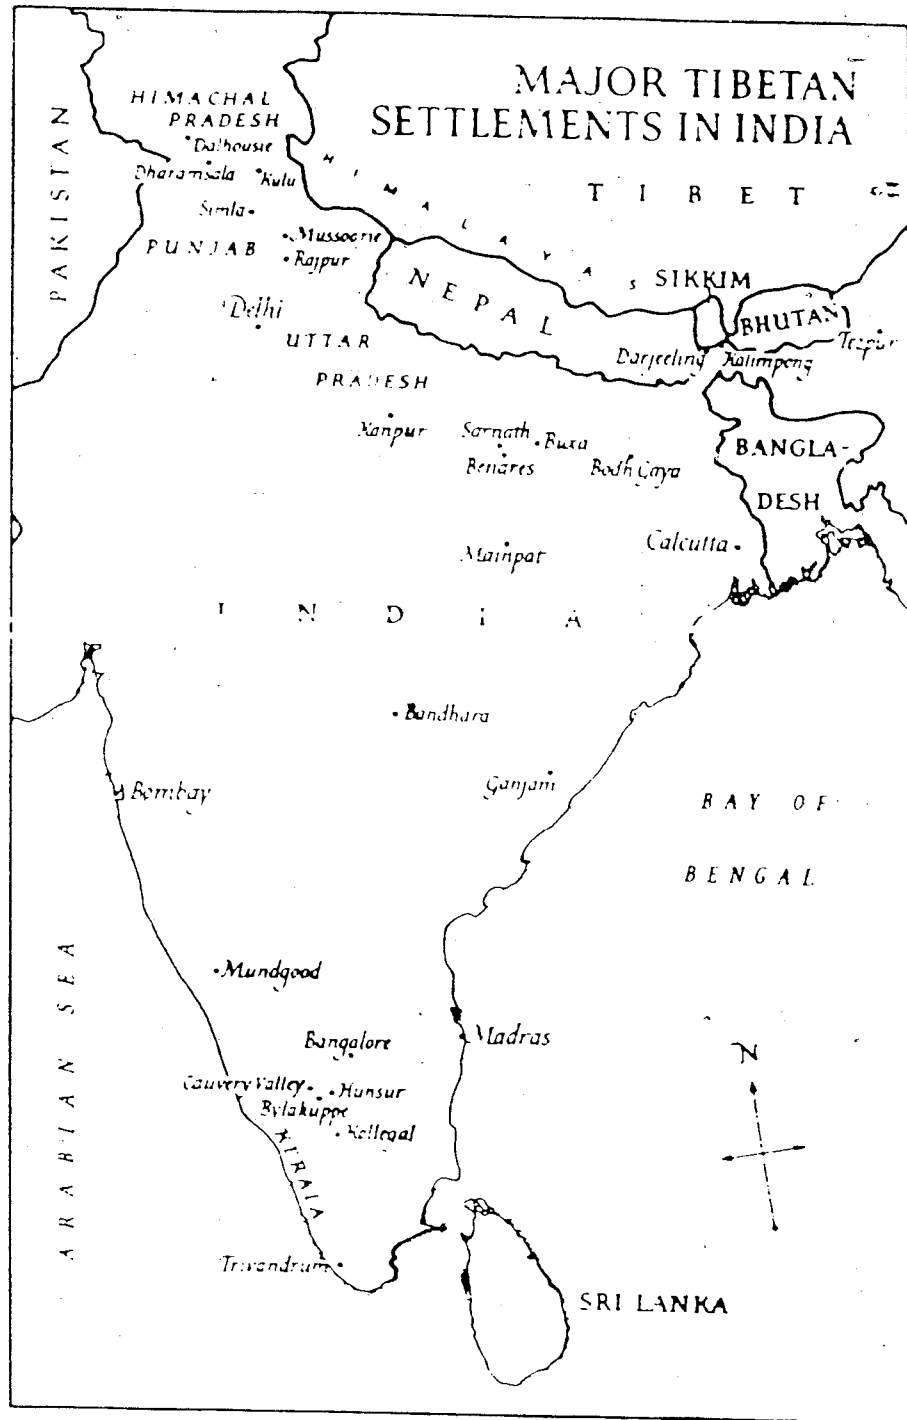 MAJOR TIBETAN
SETTLEMENTS IN INDIA
HIMACHAL
PRADESH
Dalhousie
Dharamsala
Kulu
Simla
PAKISTAN
PUNJAB
Mussoorie
Rajpur
HIMALAYAS
TIBET
NEPAL
SIKKIM
BHUTAN
Tezpur
Delhi
UTTAR
PRADESH
Darjeeling
Kalimpong
Kanpur
Sarnath
Buxa
Benares
Bodh Gaya
BANGLA-
DESH
Mainpat
Calcutta
INDIA
Bandhara
Bombay
Ganjam
BAY OF
BENGAL
ARABIAN SEA
Mundgood
Bangalore
Madras
N
Cauvery Valley
Hunsur
Bylakuppe
Kollegal
KERALA
Trivandrum
SRI LANKA